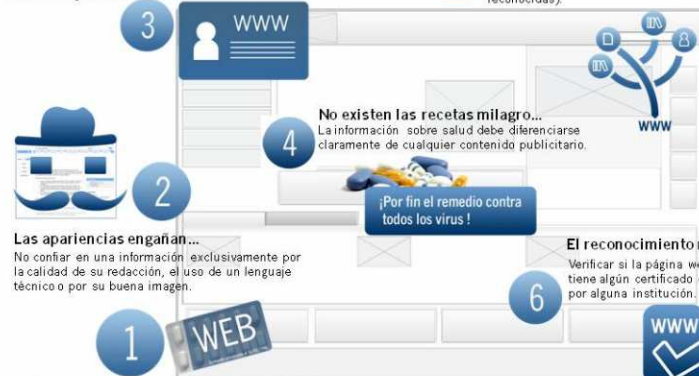 reconocidas).
3
WWW
WWW
No existen las recetas milagro...
4
La información sobre salud debe diferenciarse
claramente de cualquier contenido publicitario.
¡Por fin el remedio contra
todos los virus !
2
Las apariencias engañan...
No confiar en una información exclusivamente por
la calidad de su redacción, el uso de un lenguaje
técnico o por su buena imagen.
El reconocimiento
Verificar si la página
tiene algún certificado
por alguna institución.
6
WWW
1
WEB